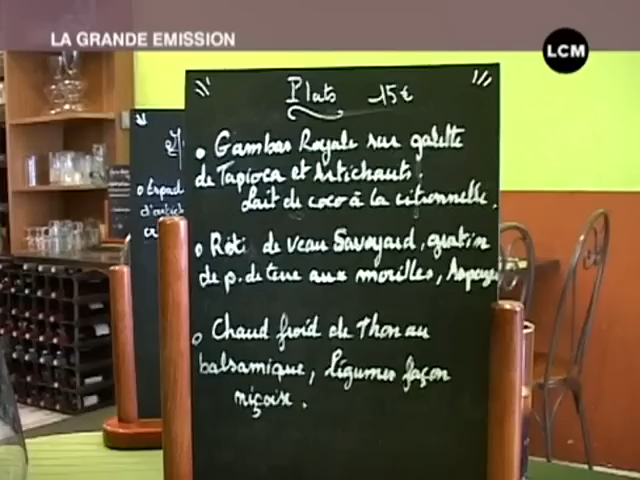 LA GRANDE EMISSION
LCM
Plats 15€
• Gambas Royale sur galette
de Tapioca et Artichauts.
Lait de coco à la citronnelle.
• Rôti de veau Savoyard, gratin
de p. de terre aux morilles, Asperges
• Chaud froid de Thon au
balsamique, légumes façon
niçoise.